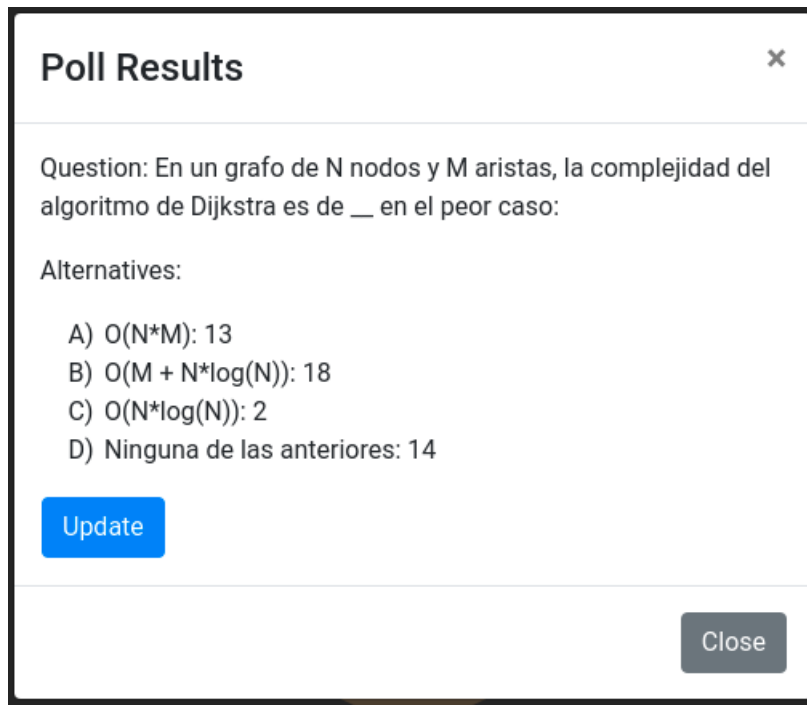 Poll Results
×
Question: En un grafo de N nodos y M aristas, la complejidad del
algoritmo de Dijkstra es de __ en el peor caso:
Alternatives:
A) O(N*M): 13
B) O(M + N*log(N)): 18
C) O(N*log(N)): 2
D) Ninguna de las anteriores: 14
Update
Close